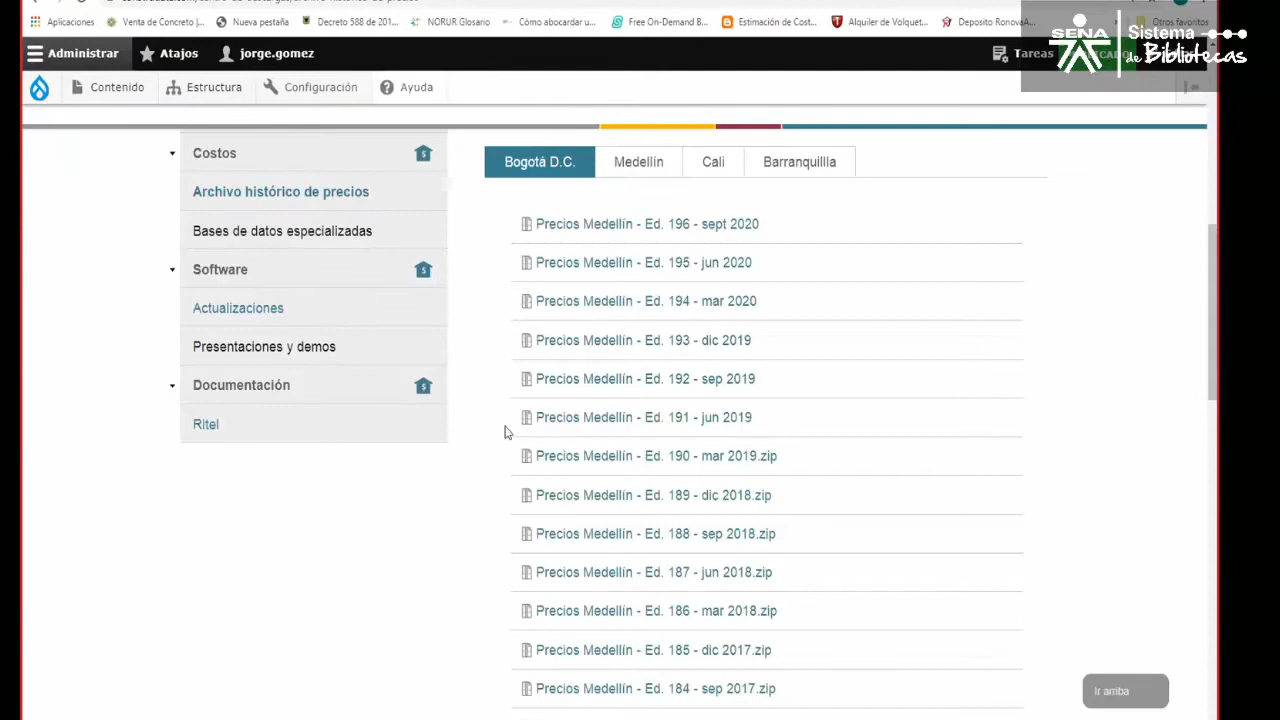 Aplicaciones
Venta de Concreto |...
Nueva pestaña
Decreto 588 de 201...
NORUR Glosario
Cómo abocardar u...
Free On-Demand B...
Estimación de Cost...
Alquiler de Volquet...
Deposito RonovaA...
Otros favoritos
Administrar
Atajos
jorge.gomez
Tareas
SENA
Sistema
de Bibliotecas
Contenido
Estructura
Configuración
Ayuda
Costos
Archivo histórico de precios
Bases de datos especializadas
Software
Actualizaciones
Presentaciones y demos
Documentación
Ritel
Bogotá D.C.
Medellín
Cali
Barranquillla
Precios Medellín - Ed. 196 - sept 2020
Precios Medellín - Ed. 195 - jun 2020
Precios Medellín - Ed. 194 - mar 2020
Precios Medellín - Ed. 193 - dic 2019
Precios Medellín - Ed. 192 - sep 2019
Precios Medellín - Ed. 191 - jun 2019
Precios Medellín - Ed. 190 - mar 2019.zip
Precios Medellín - Ed. 189 - dic 2018.zip
Precios Medellín - Ed. 188 - sep 2018.zip
Precios Medellín - Ed. 187 - jun 2018.zip
Precios Medellín - Ed. 186 - mar 2018.zip
Precios Medellín - Ed. 185 - dic 2017.zip
Precios Medellín - Ed. 184 - sep 2017.zip
Ir arriba